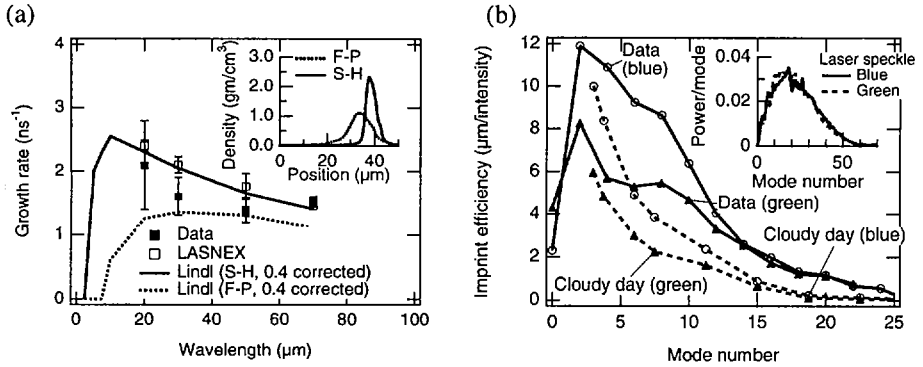 (a)
4
3
2
1
0
0
20
40
60
80
100
Growth rate (ns⁻¹)
Wavelength (µm)
Density (gm/cm³)
3.0
2.0
1.0
0.0
0
20
40
60
Position (µm)
F-P
S-H
Data
LASNEX
Lindl (S-H, 0.4 corrected)
Lindl (F-P, 0.4 corrected)
(b)
Imprint efficiency (µm/intensity)
12
10
8
6
4
2
0
0
5
10
15
20
25
Mode number
Data
(blue)
Data (green)
Cloudy day (blue)
Cloudy day (green)
Power/mode
0.04
0.02
0.00
0
50
Mode number
Laser speckle
Blue
Green